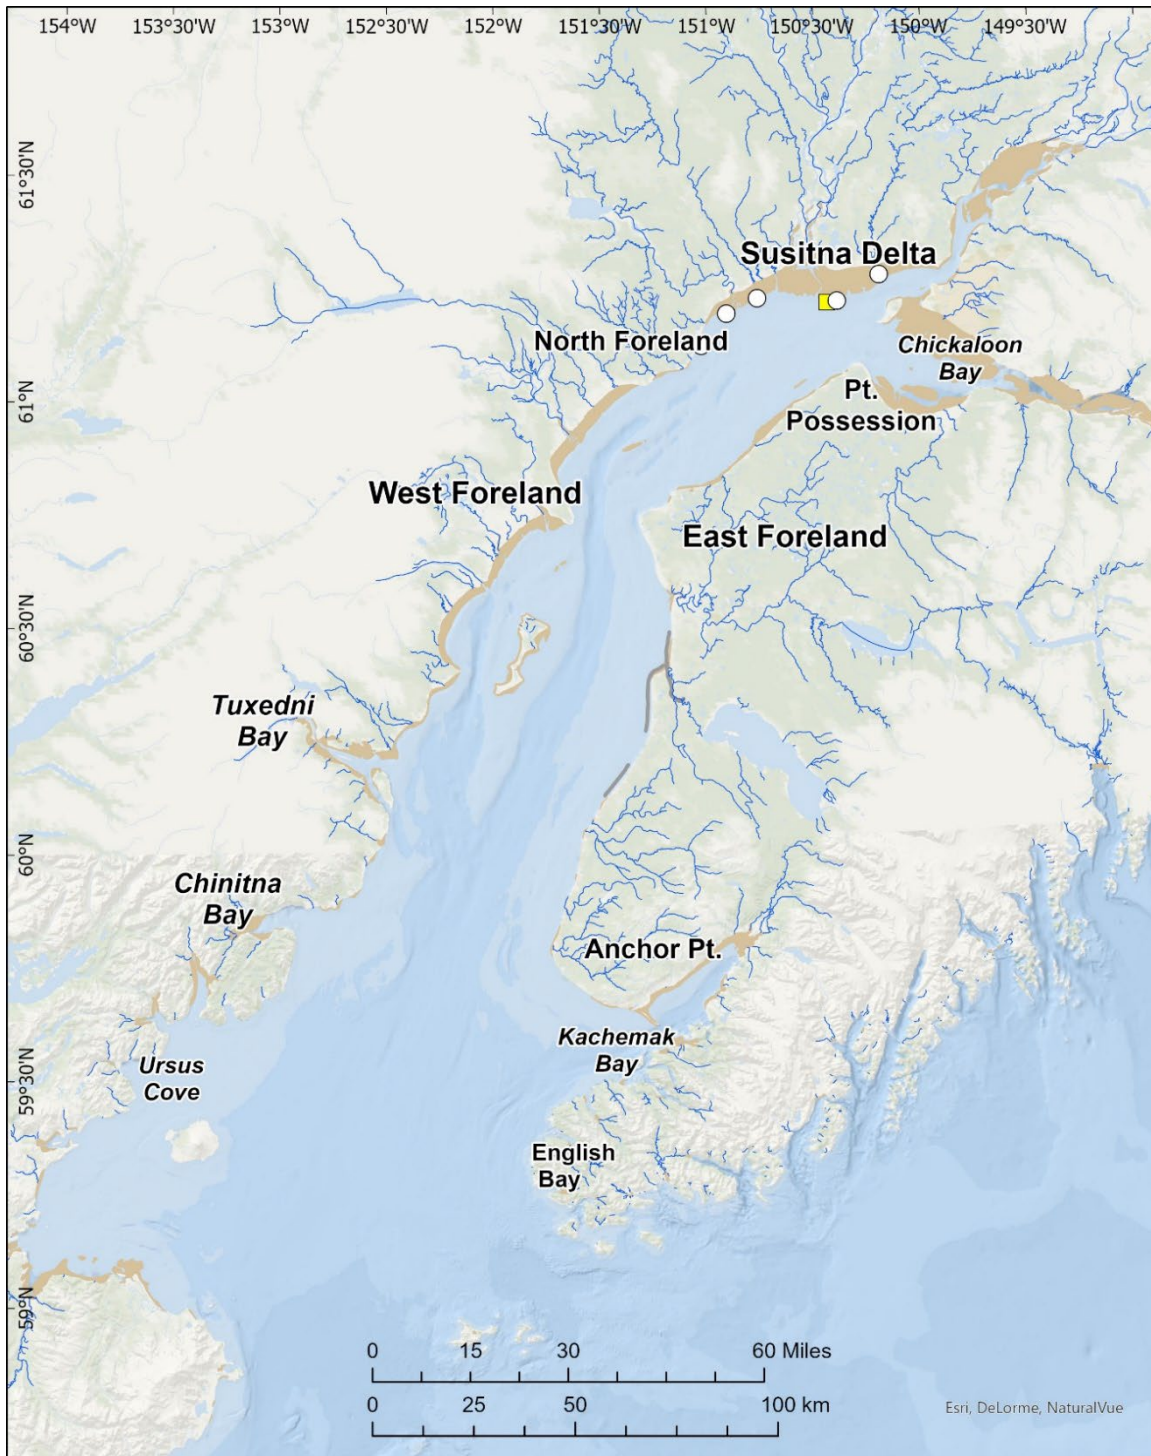 154°W 153°30'W 152°30'W 152°W 151°30'W 151°W 150°30'W 150°W 149°30'W
61°30'N
Susitna Delta
North Foreland
Chickaloon
Bay
61°N
Pt.
Possession
West Foreland
East Foreland
60°30'N
Tuxedni
Bay
60°N
Chinitna
Bay
Anchor Pt.
Kachemak
Bay
59°30'N
Ursus
Cove
English
Bay
59°N
0 15 30 60 Miles
0 25 50 100 km
Esri, DeLorme, NaturalVue